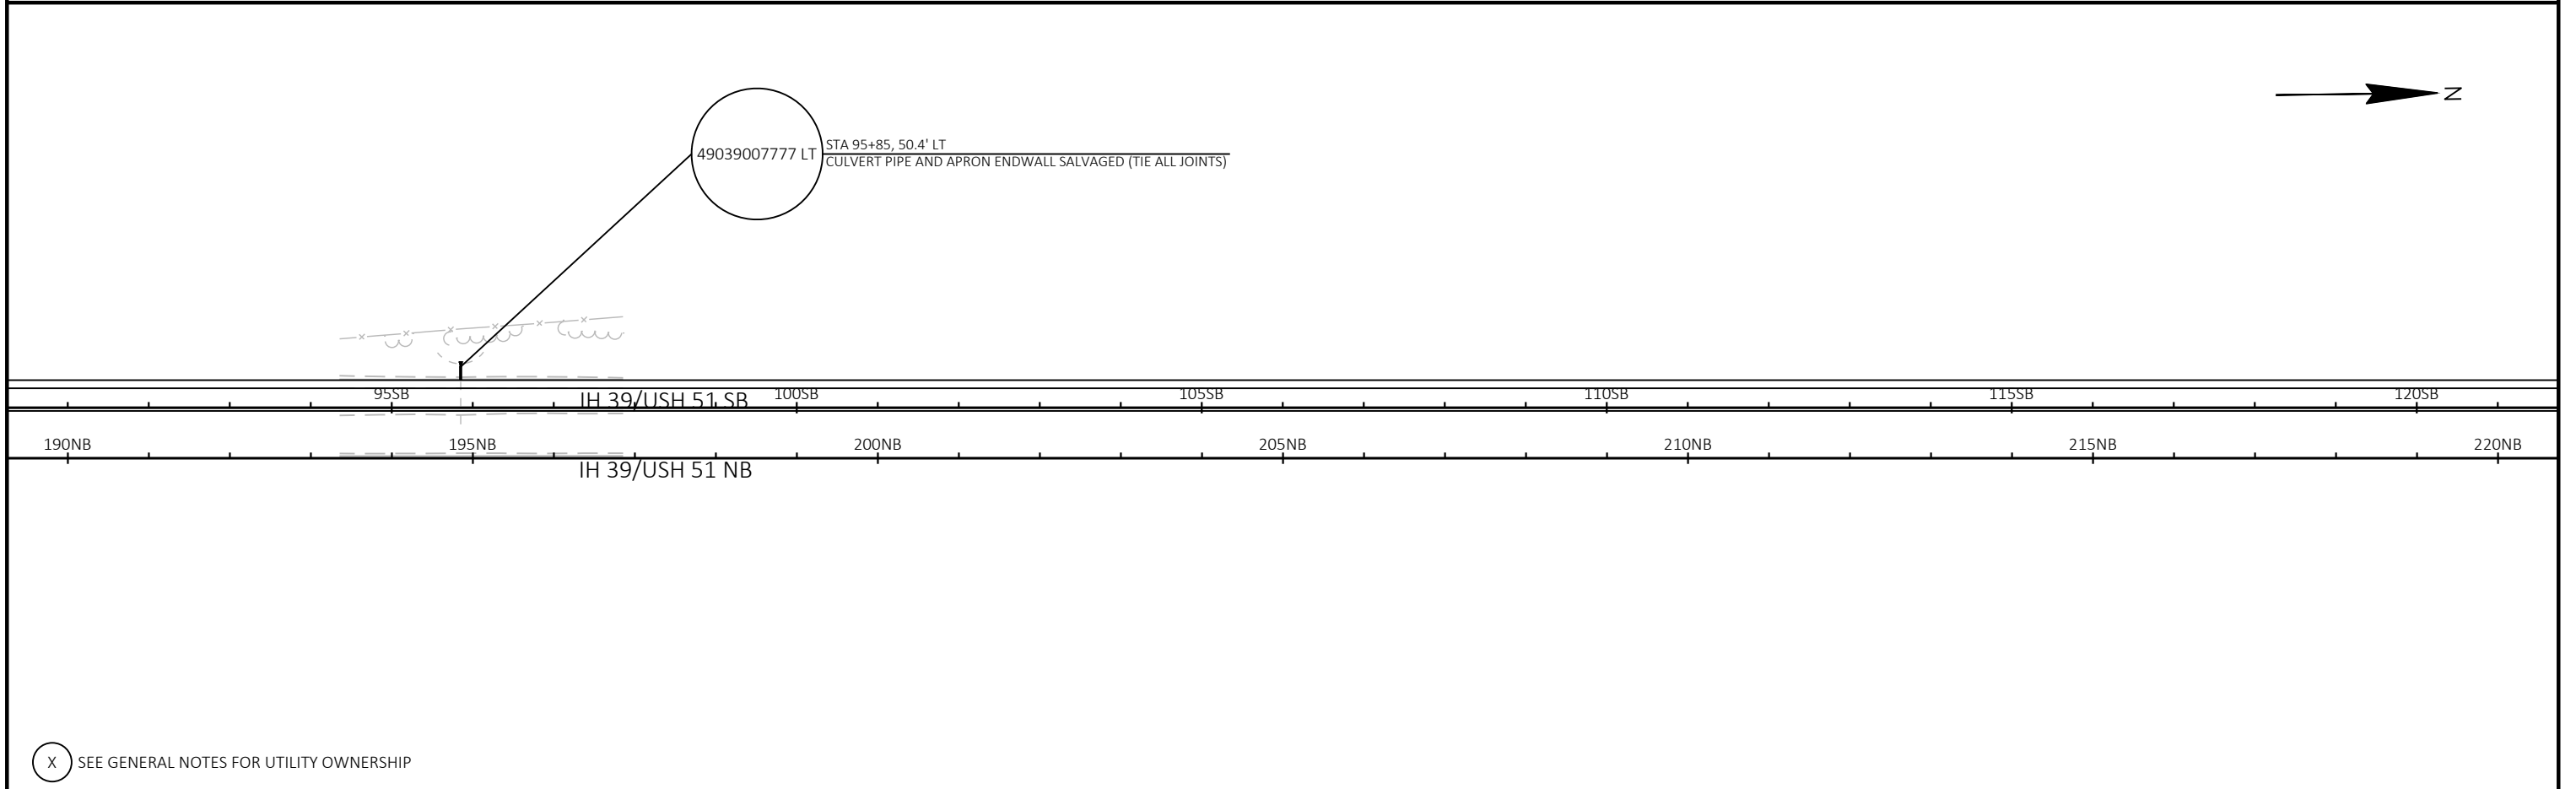 N
STA 95+85, 50.4' LT
49039007777 LT
CULVERT PIPE AND APRON ENDWALL SALVAGED (TIE ALL JOINTS)
95SB 100SB 105SB 110SB 115SB 120SB
IH 39/USH 51 SB
190NB 195NB 200NB 205NB 210NB 215NB 220NB
IH 39/USH 51 NB
X SEE GENERAL NOTES FOR UTILITY OWNERSHIP